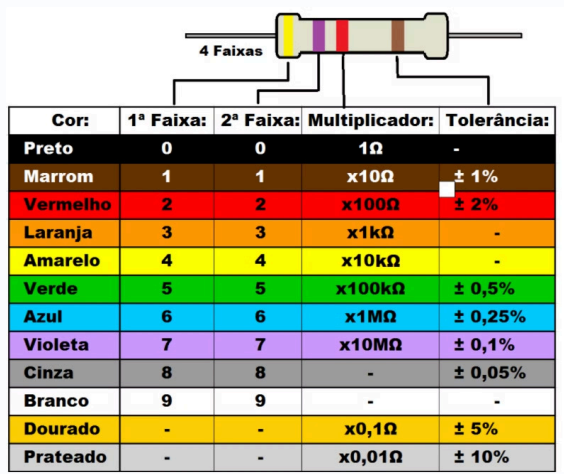 4 Faixas
Cor: 1ª Faixa: 2ª Faixa: Multiplicador: Tolerância:
Preto 0 0 1Ω -
Marrom 1 1 x10Ω ± 1%
Vermelho 2 2 x100Ω ± 2%
Laranja 3 3 x1kΩ -
Amarelo 4 4 x10kΩ -
Verde 5 5 x100kΩ ± 0,5%
Azul 6 6 x1MΩ ± 0,25%
Violeta 7 7 x10MΩ ± 0,1%
Cinza 8 8 - ± 0,05%
Branco 9 9 - -
Dourado - - x0,1Ω ± 5%
Prateado - - x0,01Ω ± 10%